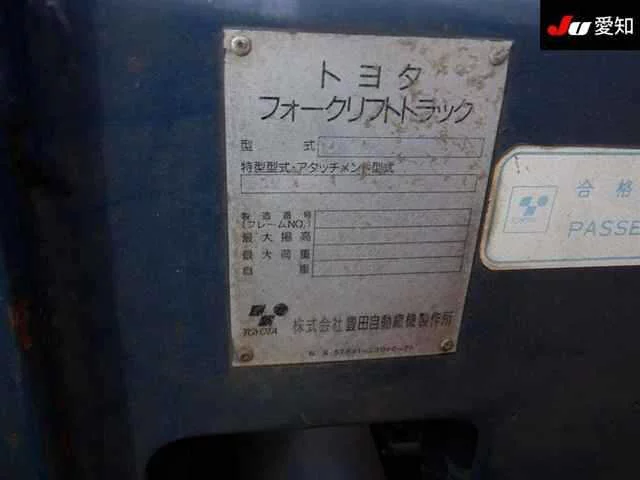 JU 愛知
トヨタ
フォークリフトトラック
型式
特型型式・アタッチメント型式
製造番号
(フレームNO.)
最大揚高
最大荷重
自重
TOYOTA 株式会社 豊田自動織機製作所
合格
PASSE